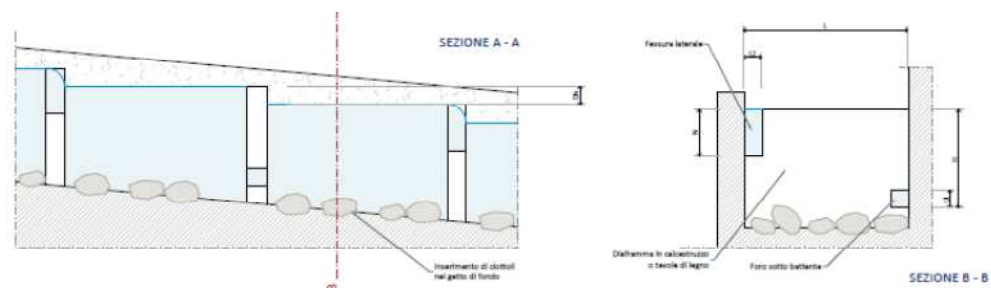 SEZIONE A - A
Inserimento di ciottoli
nel getto di fondo
B
Fessura laterale
L
Diaframma in calcestruzzo
o tavole di legno
Foro sotto battente
SEZIONE B - B